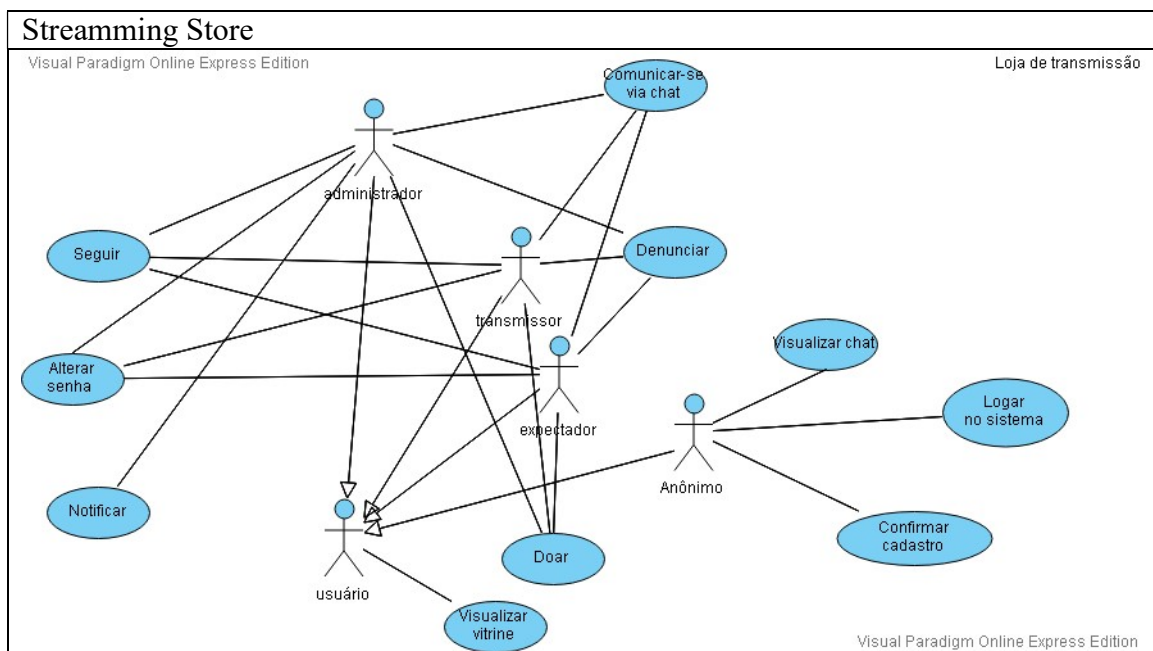 Streamming Store
Visual Paradigm Online Express Edition
Loja de transmissão
Comunicar-se
via chat
administrador
Seguir
Denunciar
transmissor
Visualizar chat
Alterar
senha
Logar
no sistema
expectador
Anônimo
Notificar
Confirmar
cadastro
Doar
usuário
Visualizar
vitrine
Visual Paradigm Online Express Edition